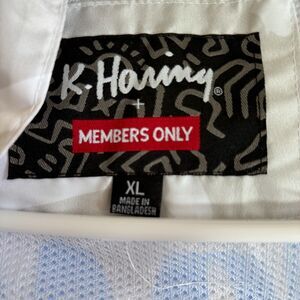 K. Haring®
+
MEMBERS ONLY
XL
MADE IN
BANGLADESH